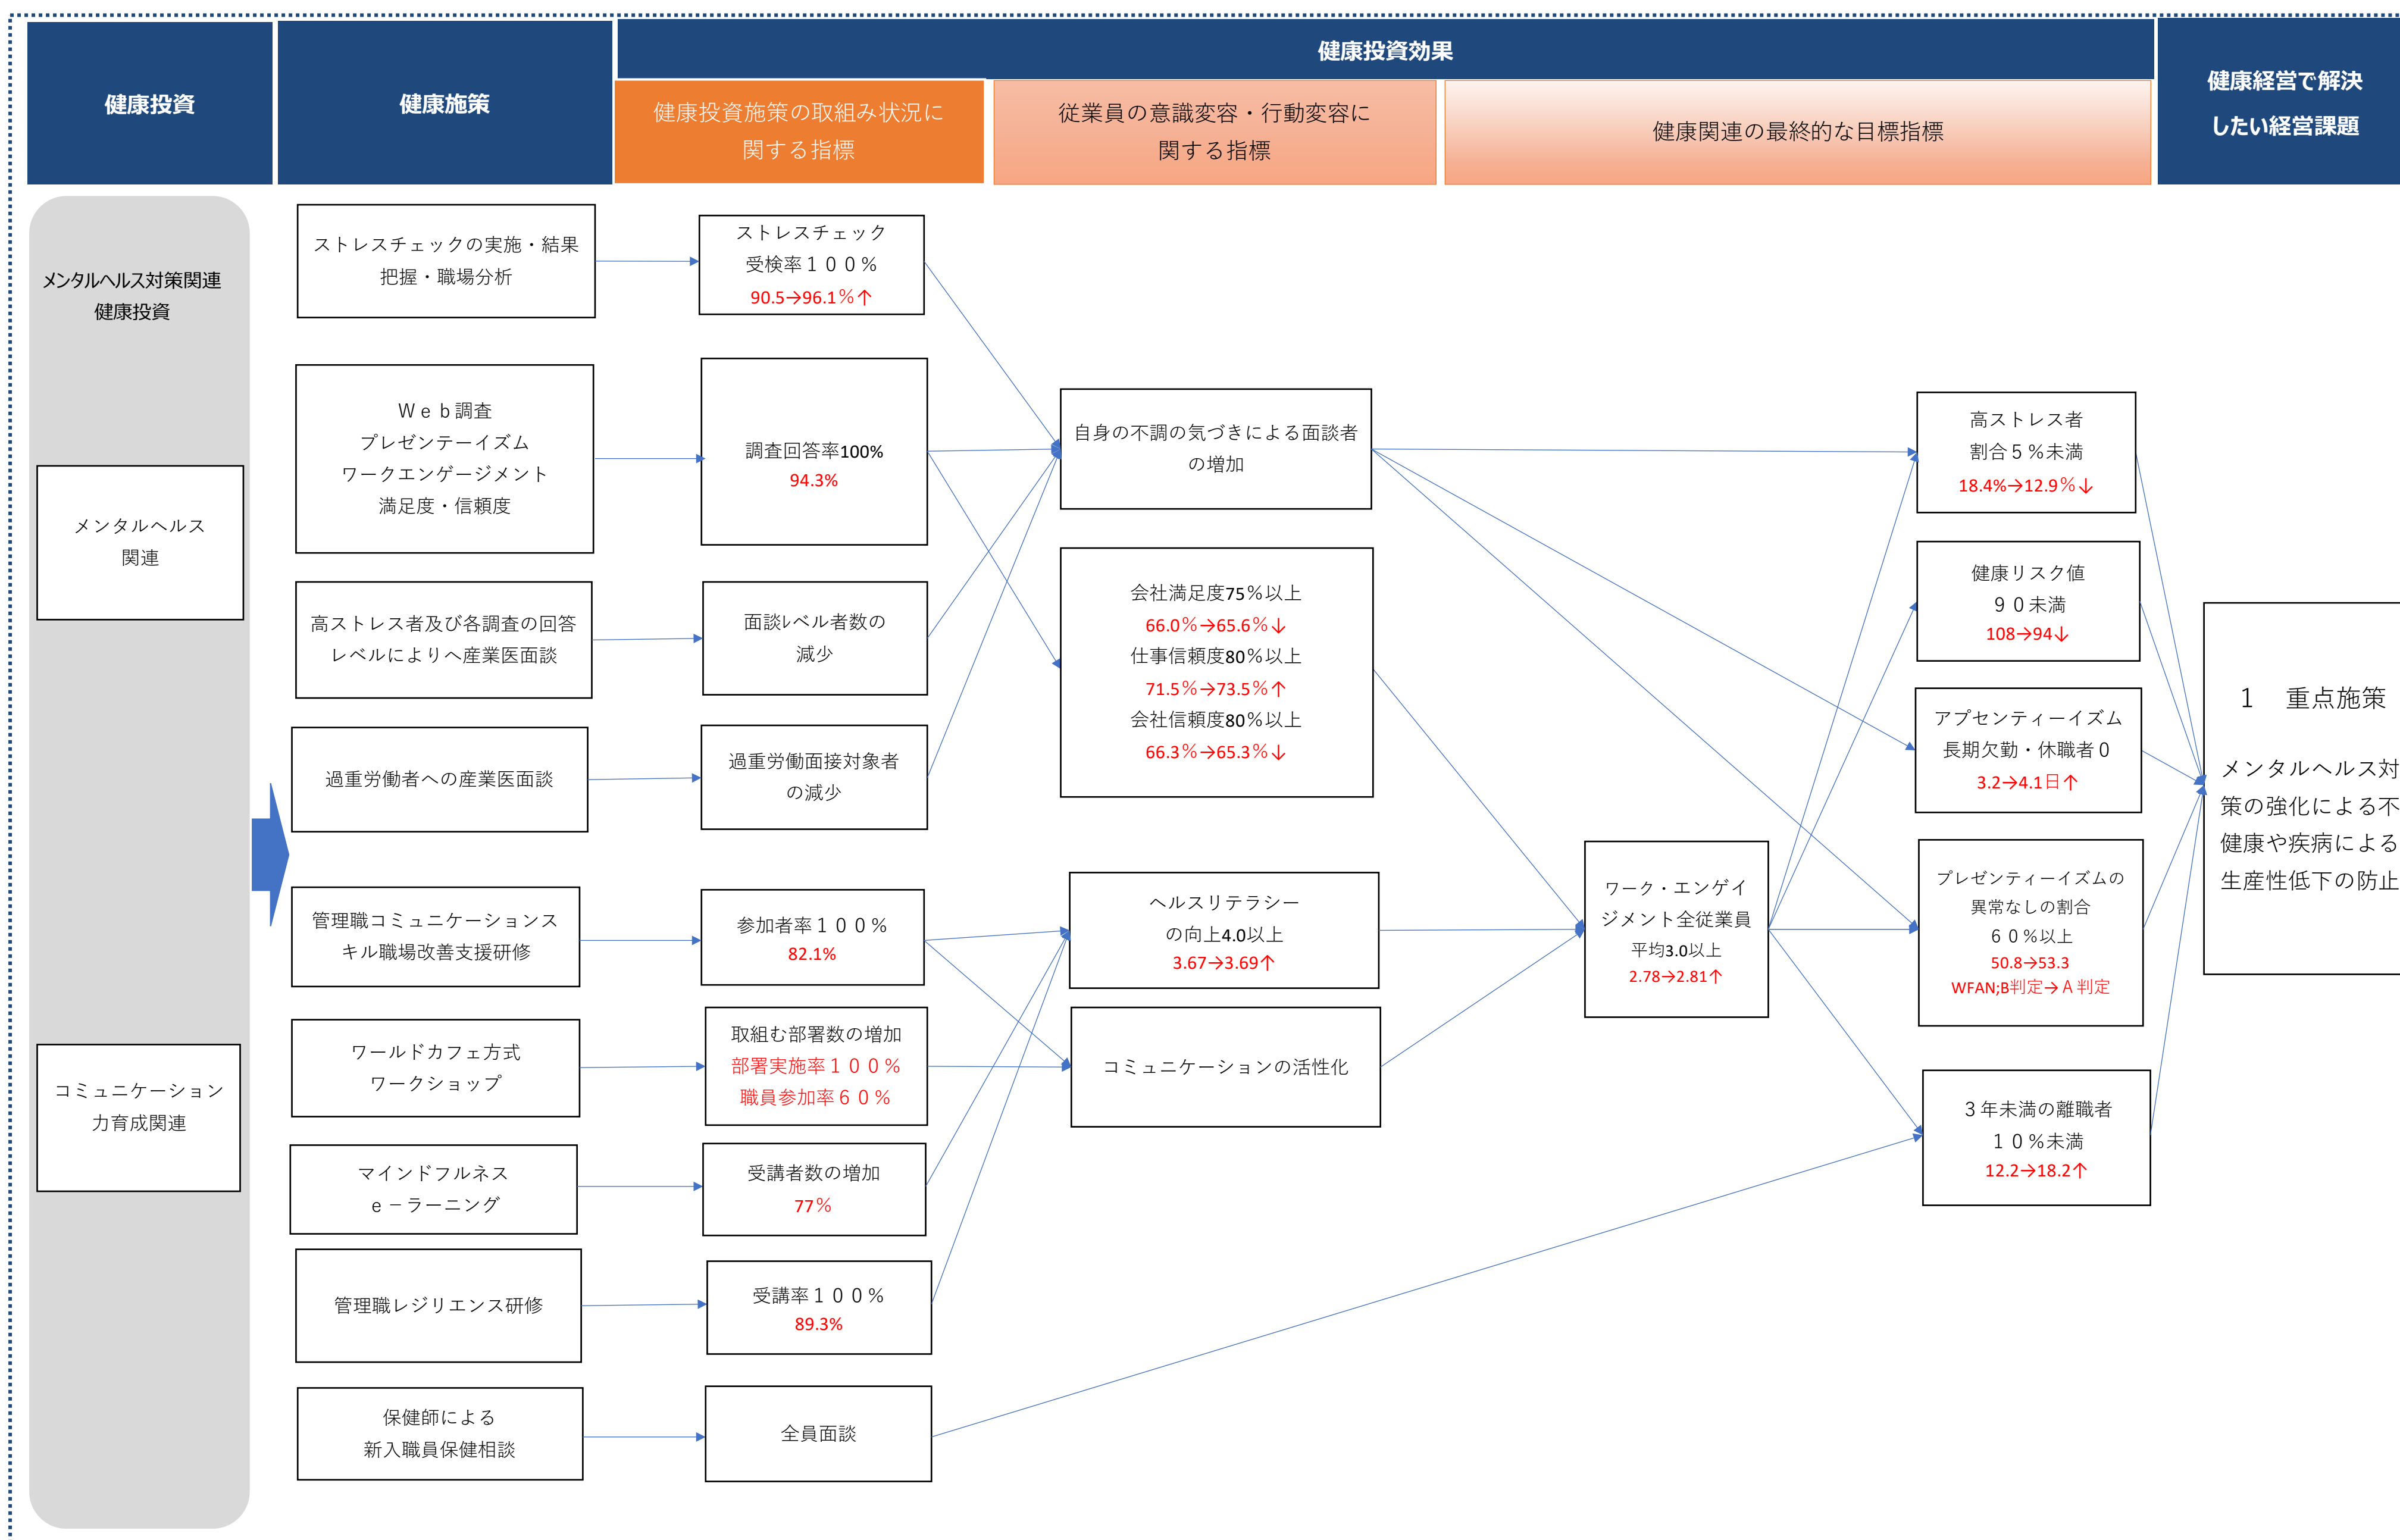 健康投資
健康施策
健康投資効果
健康投資施策の取組み状況に
関する指標
従業員の意識変容・行動変容に
関する指標
健康関連の最終的な目標指標
健康経営で解決
したい経営課題
メンタルヘルス対策関連
健康投資
メンタルヘルス
関連
コミュニケーション
力育成関連
ストレスチェックの実施・結果
把握・職場分析
Ｗｅｂ調査
プレゼンテーイズム
ワークエンゲージメント
満足度・信頼度
高ストレス者及び各調査の回答
レベルによりへ産業医面談
過重労働者への産業医面談
管理職コミュニケーションス
キル職場改善支援研修
ワールドカフェ方式
ワークショップ
マインドフルネス
ｅ－ラーニング
管理職レジリエンス研修
保健師による
新入職員保健相談
ストレスチェック
受検率１００％
90.5→96.1％↑
調査回答率100%
94.3%
面談ﾚベル者数の
減少
過重労働面接対象者
の減少
参加者率１００％
82.1%
取組む部署数の増加
部署実施率１００％
職員参加率６０％
受講者数の増加
77％
受講率１００％
89.3%
全員面談
自身の不調の気づきによる面談者
の増加
会社満足度75％以上
66.0％→65.6％↓
仕事信頼度80％以上
71.5％→73.5％↑
会社信頼度80％以上
66.3％→65.3％↓
ヘルスリテラシー
の向上4.0以上
3.67→3.69↑
コミュニケーションの活性化
ワーク・エンゲイ
ジメント全従業員
平均3.0以上
2.78→2.81↑
高ストレス者
割合５％未満
18.4%→12.9％↓
健康リスク値
９０未満
108→94↓
アプセンティーイズム
長期欠勤・休職者０
3.2→4.1日↑
プレゼンティーイズムの
異常なしの割合
６０％以上
50.8→53.3
WFAN;B判定→Ａ判定
３年未満の離職者
１０％未満
12.2→18.2↑
１　重点施策
メンタルヘルス対
策の強化による不
健康や疾病による
生産性低下の防止